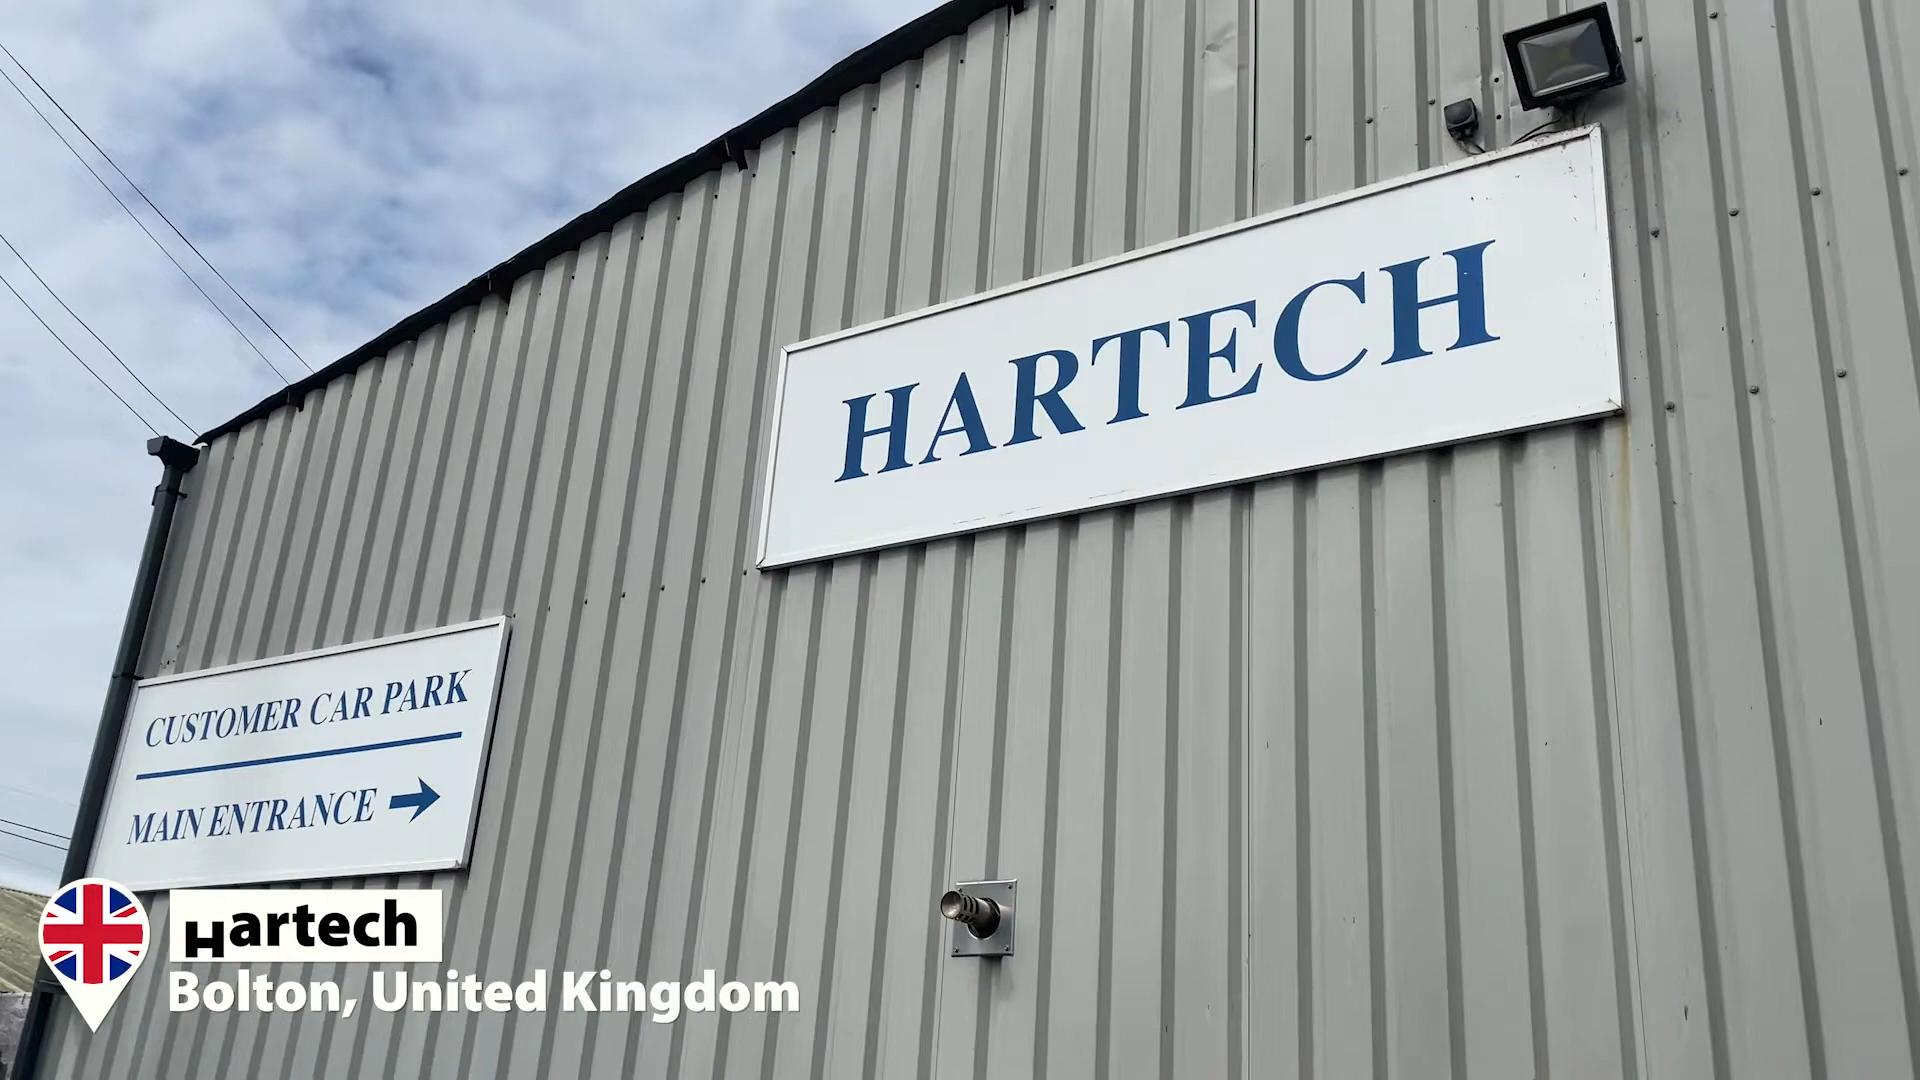 HARTECH
CUSTOMER CAR PARK
MAIN ENTRANCE
Hartech
Bolton, United Kingdom